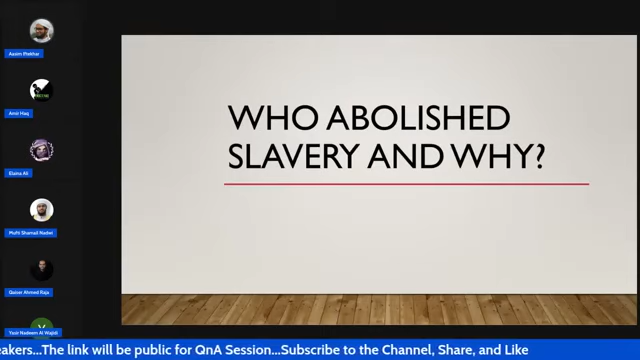 Aasim Iftekhar
Amir Haq
Elaina Ali
Mufti Shamail Nadwi
Qaiser Ahmed Raja
Y
Yasir Nadeem Al Wajidi
WHO ABOLISHED
SLAVERY AND WHY?
akers...The link will be public for QnA Session...Subscribe to the Channel, Share, and Like